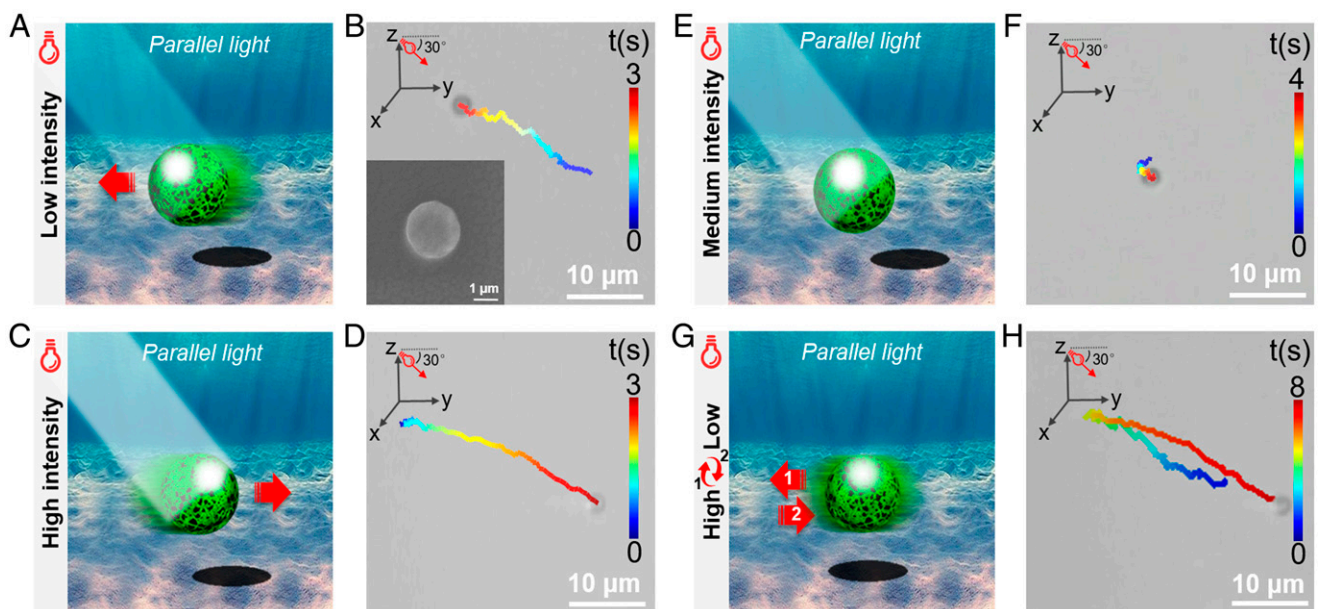 A
Parallel light
Low intensity
B
z
30°
y
x
t(s)
3
0
1 µm
10 µm
E
Parallel light
Medium intensity
F
z
30°
y
x
t(s)
4
0
10 µm
C
Parallel light
High intensity
D
z
30°
y
x
t(s)
3
0
10 µm
G
Parallel light
High 1 2 Low
1
2
H
z
30°
y
x
t(s)
8
0
10 µm